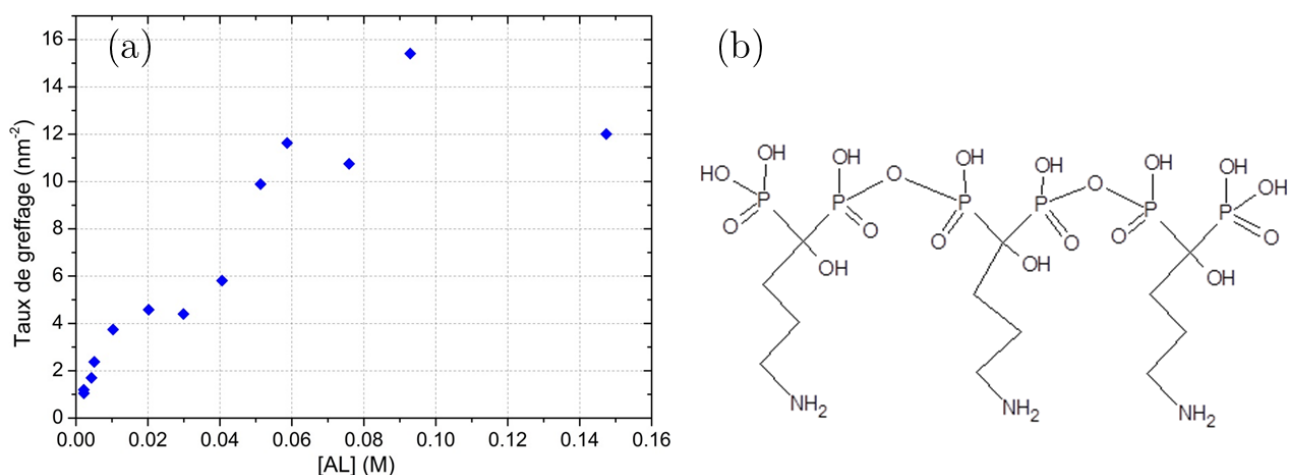 (a)
(b)
Taux de greffage (nm⁻²)
16
14
12
10
8
6
4
2
0
0.00 0.02 0.04 0.06 0.08 0.10 0.12 0.14 0.16
[AL] (M)
OH OH O OH OH O OH OH
HO P P P P P P OH
O O O O O O
OH OH OH
NH₂ NH₂ NH₂